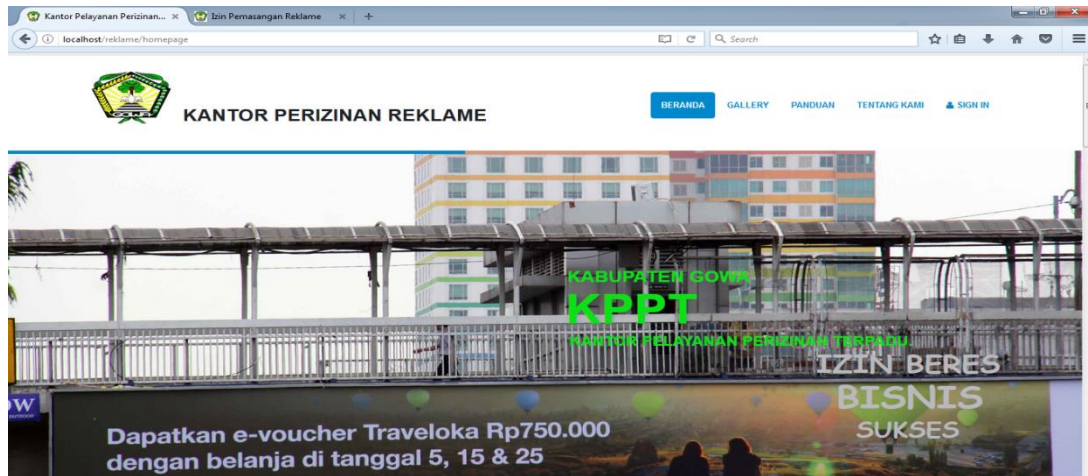 Kantor Pelayanan Perizinan...
Izin Pemasangan Reklame
localhost/reklame/homepage
Search
KANTOR PERIZINAN REKLAME
BERANDA GALLERY PANDUAN TENTANG KAMI SIGN IN
KABUPATEN GOWA
KPPT
KANTOR PELAYANAN PERIZINAN TERPADU.
IZIN BERES
BISNIS
SUKSES
Dapatkan e-voucher Traveloka Rp750.000
dengan belanja di tanggal 5, 15 & 25